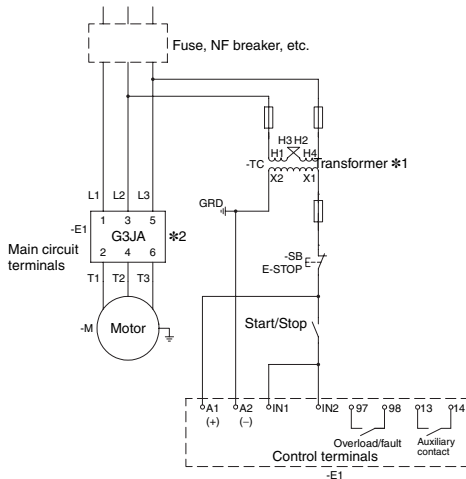 Fuse, NF breaker, etc.
H3 H2
H1 H4
-TC Transformer *1
X2 X1
L1 L2 L3
GRD
1 3 5
-E1 G3JA *2
Main circuit
terminals
2 4 6
T1 T2 T3
-SB
E-STOP
-M Motor
Start/Stop
A1 A2 IN1 IN2 97 98 13 14
(+) (−)
Overload/fault Auxiliary
contact
Control terminals
-E1